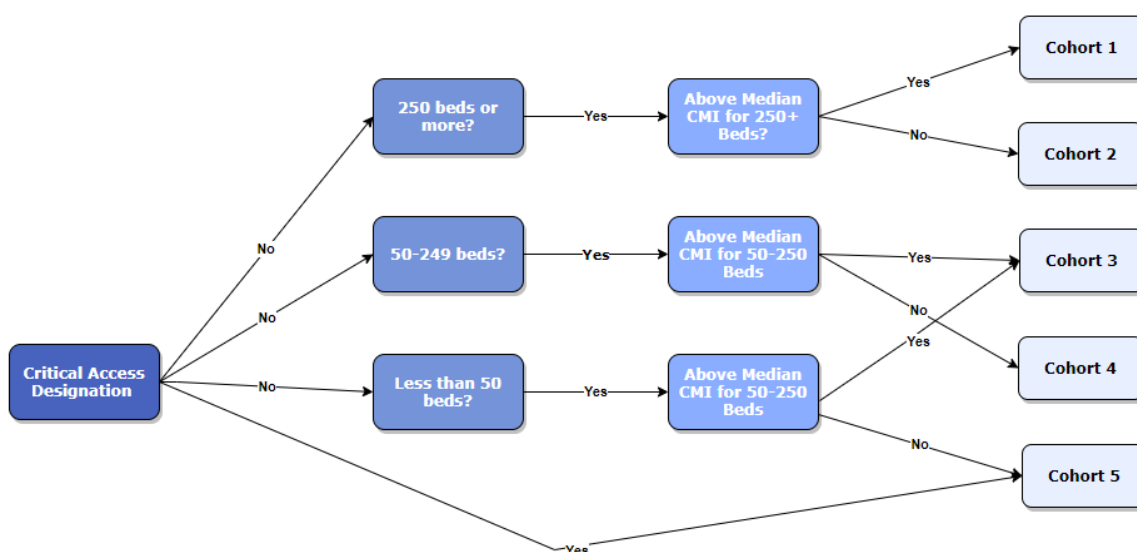 Critical Access
Designation
No
No
No
Yes
250 beds or
more?
Yes
Above Median
CMI for 250+
Beds?
Yes
No
Cohort 1
Cohort 2
50-249 beds?
Yes
Above Median
CMI for 50-250
Beds
Yes
No
Cohort 3
Cohort 4
Less than 50
beds?
Yes
Above Median
CMI for 50-250
Beds
Yes
No
Cohort 5